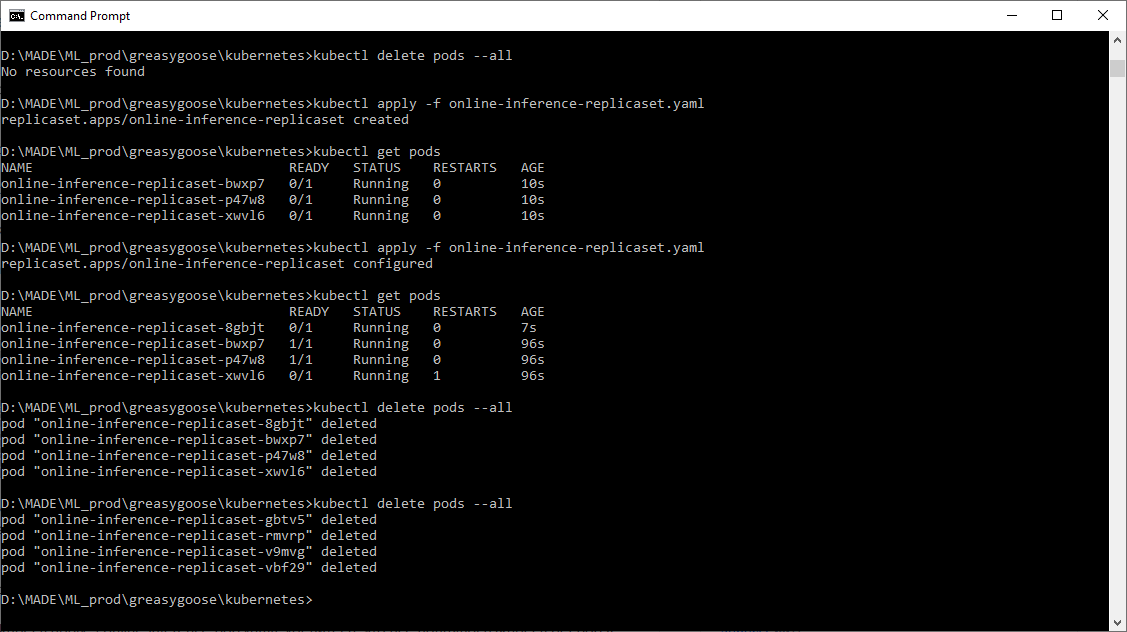 Command Prompt
D:\MADE\ML_prod\greasygoose\kubernetes>kubectl delete pods --all
No resources found
D:\MADE\ML_prod\greasygoose\kubernetes>kubectl apply -f online-inference-replicaset.yaml
replicaset.apps/online-inference-replicaset created
D:\MADE\ML_prod\greasygoose\kubernetes>kubectl get pods
NAME READY STATUS RESTARTS AGE
online-inference-replicaset-bwxp7 0/1 Running 0 10s
online-inference-replicaset-p47w8 0/1 Running 0 10s
online-inference-replicaset-xwvl6 0/1 Running 0 10s
D:\MADE\ML_prod\greasygoose\kubernetes>kubectl apply -f online-inference-replicaset.yaml
replicaset.apps/online-inference-replicaset configured
D:\MADE\ML_prod\greasygoose\kubernetes>kubectl get pods
NAME READY STATUS RESTARTS AGE
online-inference-replicaset-8gbjt 0/1 Running 0 7s
online-inference-replicaset-bwxp7 1/1 Running 0 96s
online-inference-replicaset-p47w8 1/1 Running 0 96s
online-inference-replicaset-xwvl6 0/1 Running 1 96s
D:\MADE\ML_prod\greasygoose\kubernetes>kubectl delete pods --all
pod "online-inference-replicaset-8gbjt" deleted
pod "online-inference-replicaset-bwxp7" deleted
pod "online-inference-replicaset-p47w8" deleted
pod "online-inference-replicaset-xwvl6" deleted
D:\MADE\ML_prod\greasygoose\kubernetes>kubectl delete pods --all
pod "online-inference-replicaset-gbtv5" deleted
pod "online-inference-replicaset-rmvrp" deleted
pod "online-inference-replicaset-v9mvg" deleted
pod "online-inference-replicaset-vbf29" deleted
D:\MADE\ML_prod\greasygoose\kubernetes>